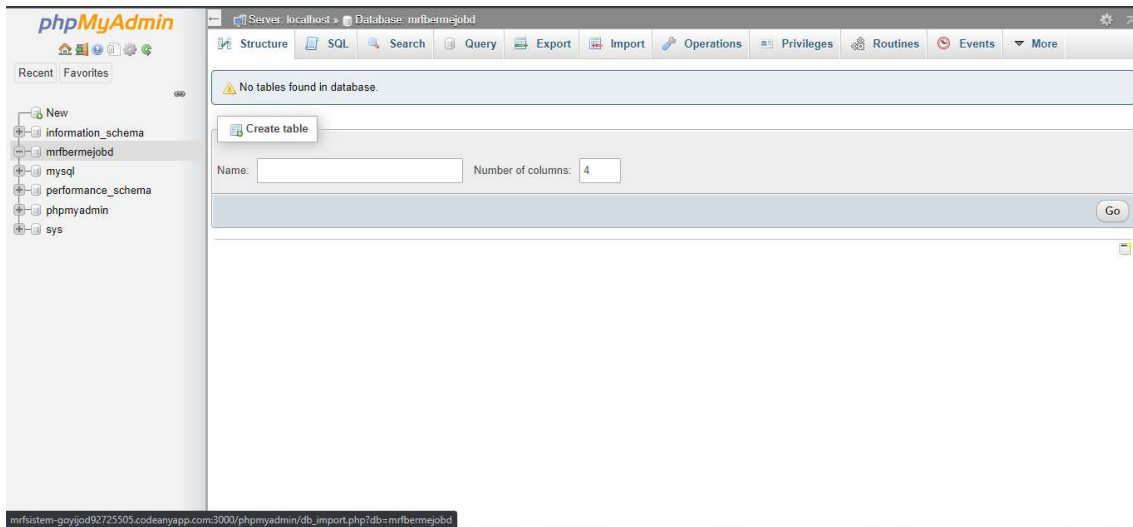 phpMyAdmin
Recent Favorites
New
information_schema
mrfbermejobd
mysql
performance_schema
phpmyadmin
sys
Server: localhost » Database: mrfbermejobd
Structure SQL Search Query Export Import Operations Privileges Routines Events More
No tables found in database.
Create table
Name: Number of columns: 4
Go
mrfsistem-goyijod92725505.codeanyapp.com:3000/phpmyadmin/db_import.php?db=mrfbermejobd